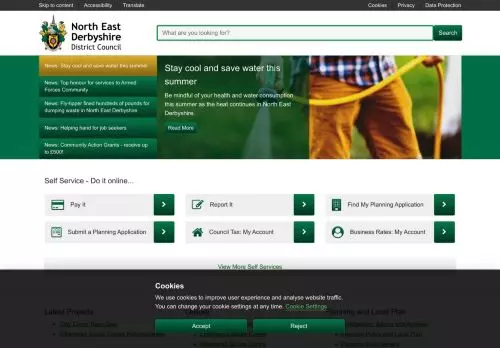 Skip to content Accessibility Translate Cookies Privacy Data Protection
North East
Derbyshire
District Council
What are you looking for? Search
News: Stay cool and save water this summer
News: Top honour for services to Armed
Forces Community
News: Fly-tipper fined hundreds of pounds for
dumping waste in North East Derbyshire
News: Helping hand for job seekers
News: Community Action Grants - receive up
to £500!
Stay cool and save water this
summer
Be mindful of your health and water consumption
this summer as the heat continues in North East
Derbyshire.
Read More
Self Service - Do it online...
Pay It Report It Find My Planning Application
Submit a Planning Application Council Tax: My Account Business Rates: My Account
View More Self Services
Cookies
We use cookies to improve user experience and analyse website traffic.
You can change your cookie settings at any time. Cookie Settings
Accept Reject
Latest Projects